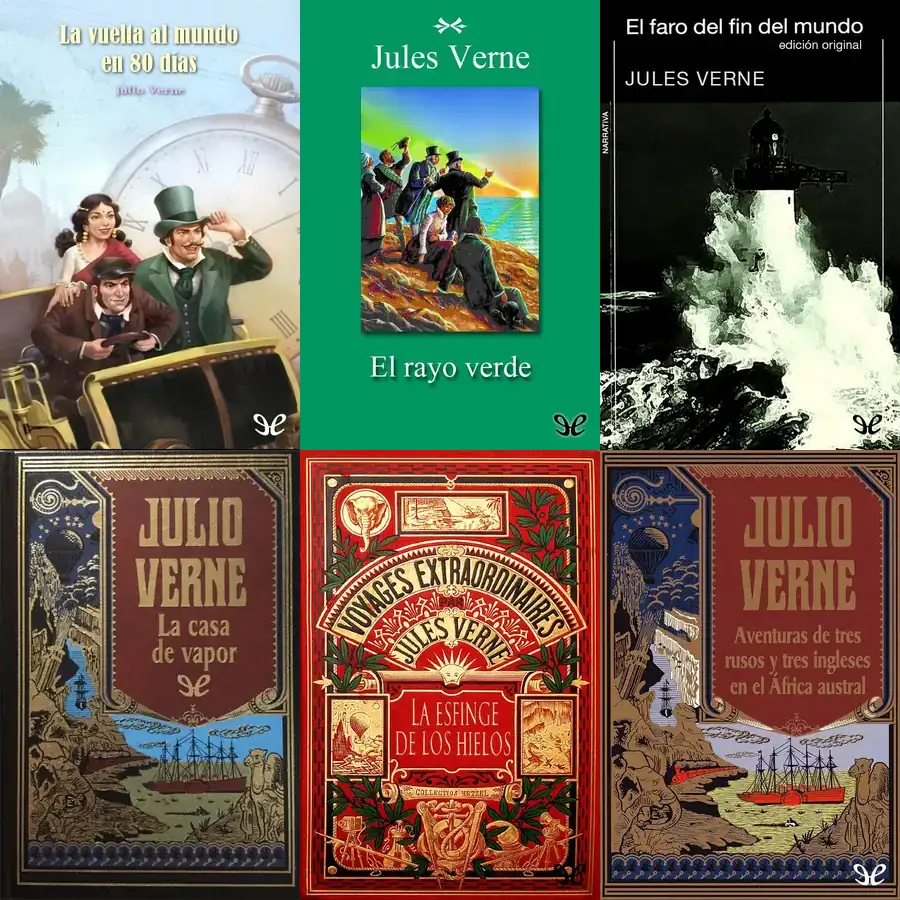 La vuelta al mundo
en 80 días
Julio Verne
Jules Verne
El rayo verde
El faro del fin del mundo
edición original
JULES VERNE
NARRATIVA
JULIO
VERNE
La casa
de vapor
VOYAGES EXTRAORDINAIRES
PAR
JULES VERNE
LA ESFINGE
DE LOS HIELOS
COLLECTION HETZEL
JULIO
VERNE
Aventuras de tres
rusos y tres ingleses
en el África austral